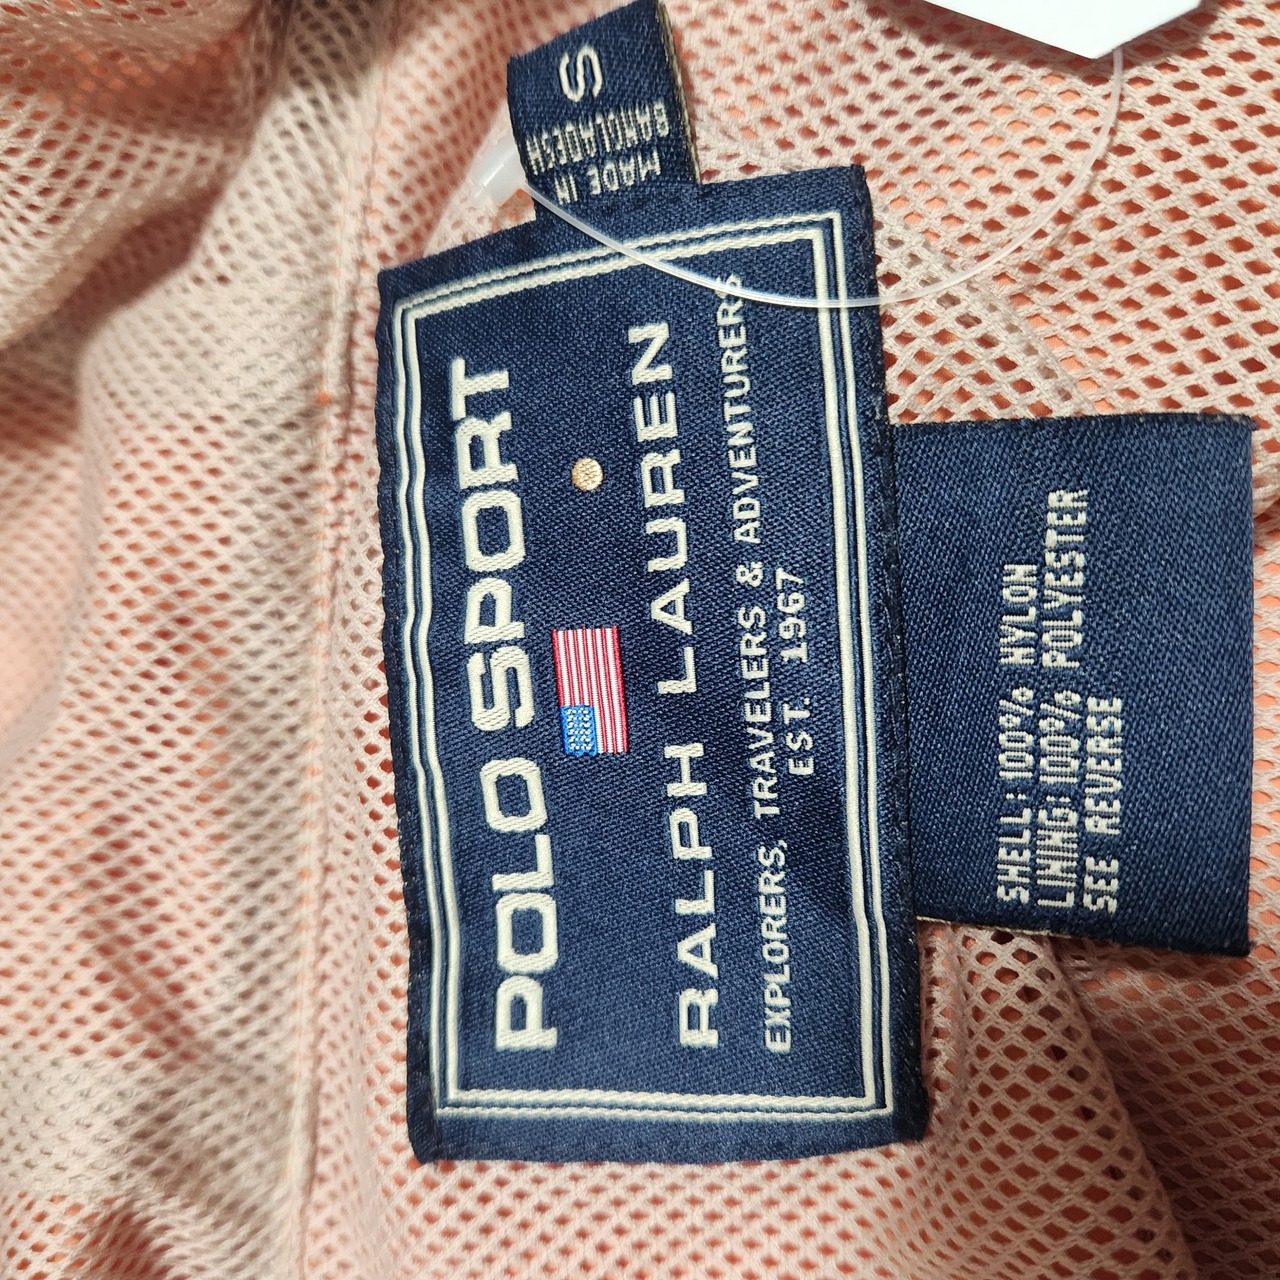 POLO SPORT
RALPH LAUREN
EXPLORERS, TRAVELERS & ADVENTURERS
EST. 1967
S
MADE IN
BANGLADESH
SHELL: 100% NYLON
LINING: 100% POLYESTER
SEE REVERSE